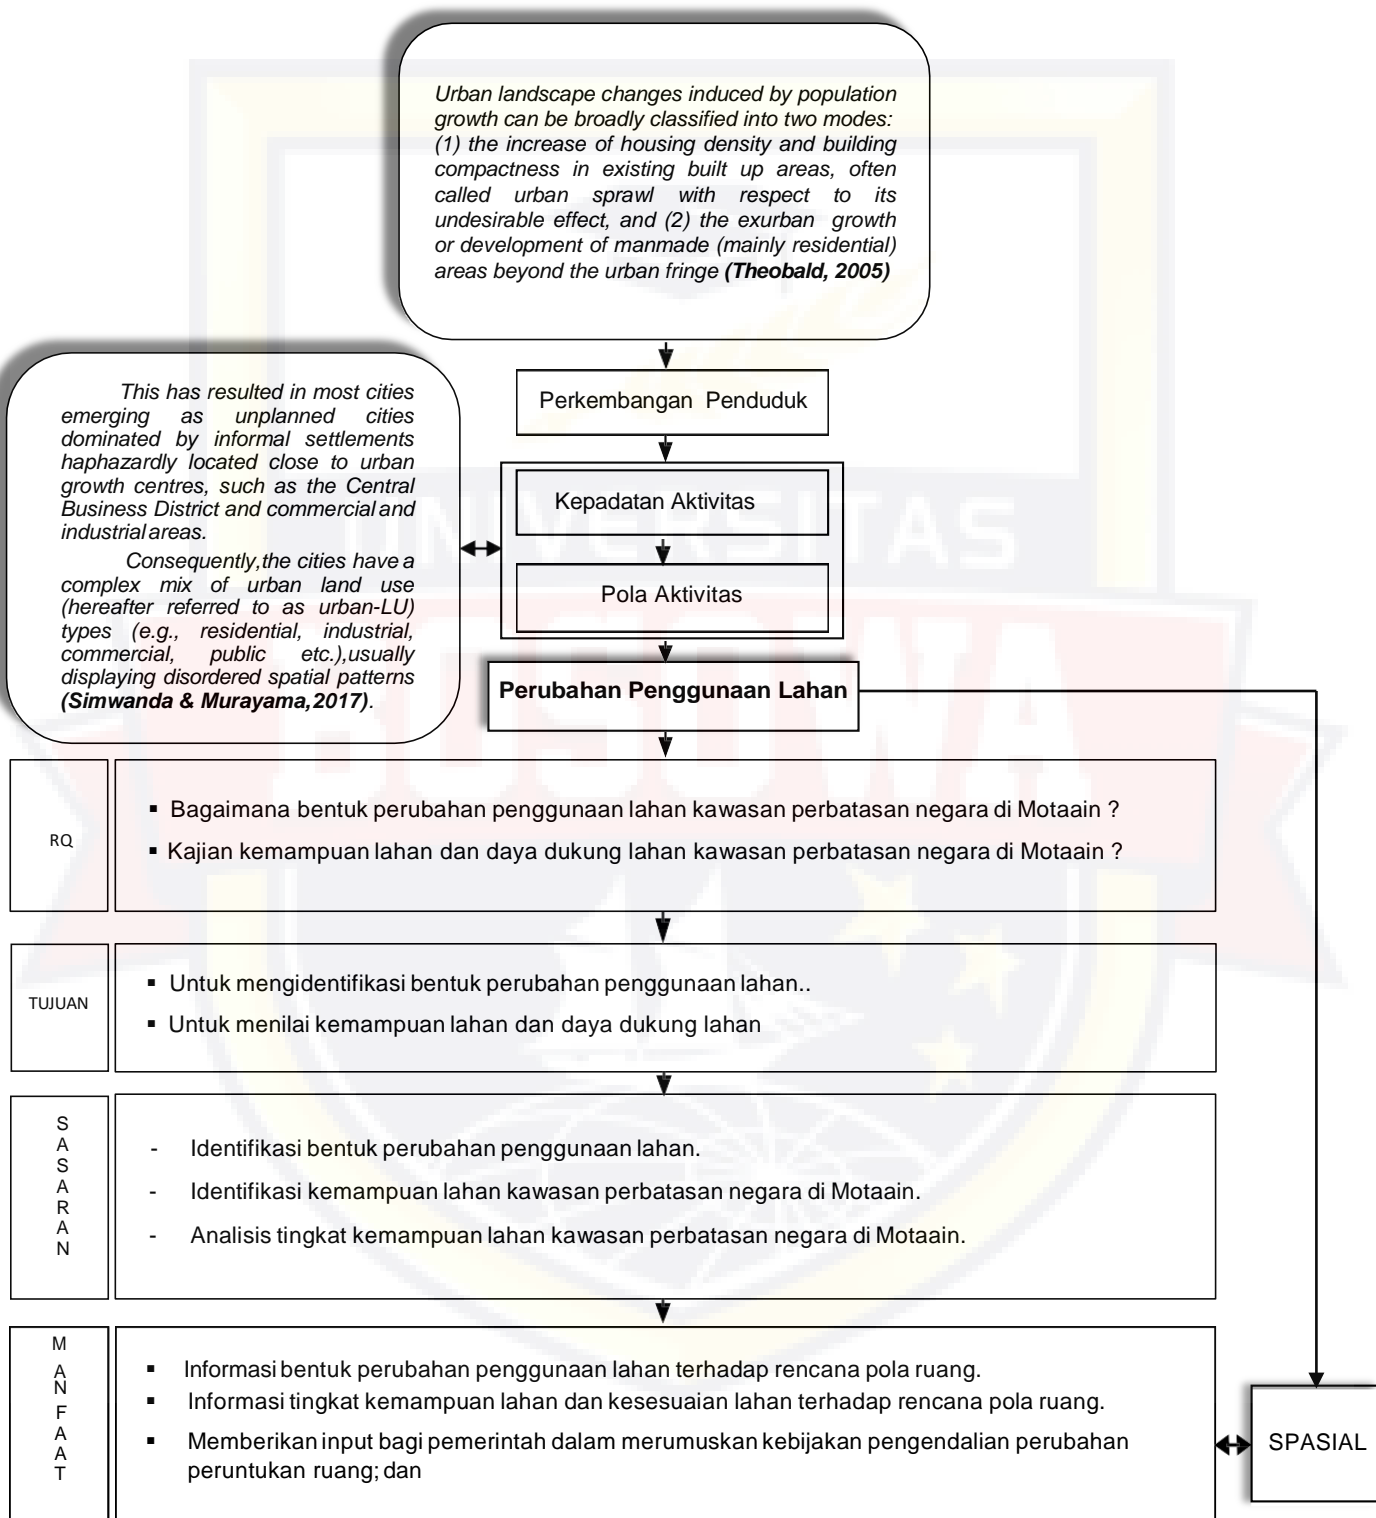 Urban landscape changes induced by population
growth can be broadly classified into two modes:
(1) the increase of housing density and building
compactness in existing built up areas, often
called urban sprawl with respect to its
undesirable effect, and (2) the exurban growth
or development of manmade (mainly residential)
areas beyond the urban fringe (Theobald, 2005)
Perkembangan Penduduk
This has resulted in most cities
emerging as unplanned cities
dominated by informal settlements
haphazardly located close to urban
growth centres, such as the Central
Business District and commercial and
industrial areas.
Consequently, the cities have a
complex mix of urban land use
(hereafter referred to as urban-LU)
types (e.g., residential, industrial,
commercial, public etc.),usually
displaying disordered spatial patterns
(Simwanda & Murayama,2017).
Kepadatan Aktivitas
Pola Aktivitas
Perubahan Penggunaan Lahan
UNIVERSITAS
BOSOWA
RQ
▪ Bagaimana bentuk perubahan penggunaan lahan kawasan perbatasan negara di Motaain ?
▪ Kajian kemampuan lahan dan daya dukung lahan kawasan perbatasan negara di Motaain ?
TUJUAN
▪ Untuk mengidentifikasi bentuk perubahan penggunaan lahan..
▪ Untuk menilai kemampuan lahan dan daya dukung lahan
SASARAN
- Identifikasi bentuk perubahan penggunaan lahan.
- Identifikasi kemampuan lahan kawasan perbatasan negara di Motaain.
- Analisis tingkat kemampuan lahan kawasan perbatasan negara di Motaain.
MANFAAT
▪ Informasi bentuk perubahan penggunaan lahan terhadap rencana pola ruang.
▪ Informasi tingkat kemampuan lahan dan kesesuaian lahan terhadap rencana pola ruang.
▪ Memberikan input bagi pemerintah dalam merumuskan kebijakan pengendalian perubahan
peruntukan ruang; dan
SPASIAL